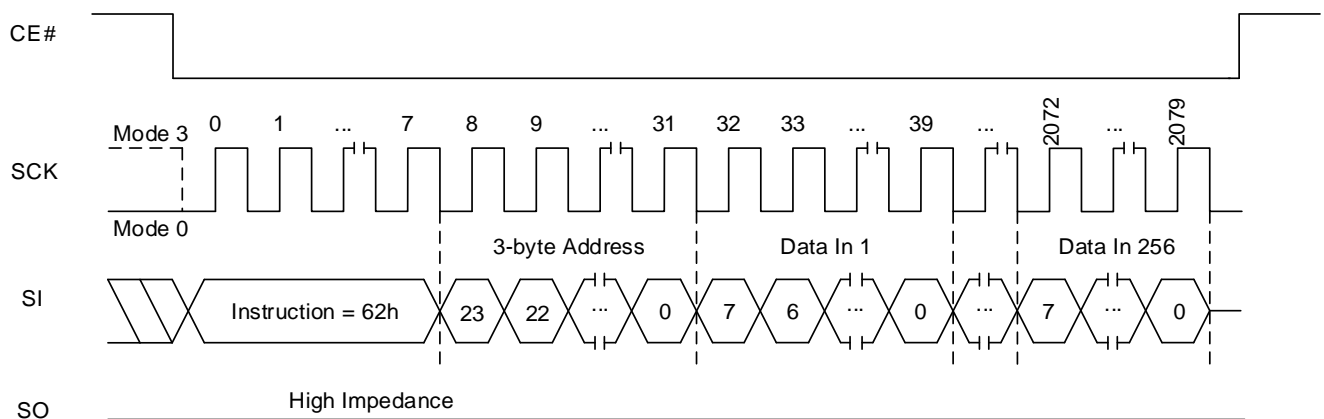 CE#
Mode 3 0 1 ... 7 8 9 ... 31 32 33 ... 39 ... 2072 ... 2079
SCK
Mode 0
3-byte Address Data In 1 Data In 256
SI Instruction = 62h 23 22 ... 0 7 6 ... 0 ... 7 ... 0
High Impedance
SO